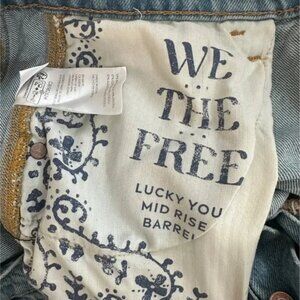 WE
THE
FREE
LUCKY YOU
MID RISE
BARREL